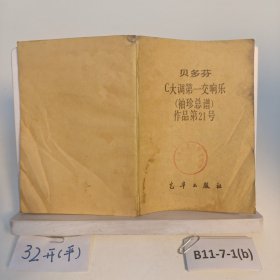 贝多芬
C大调第一交响乐
（袖珍总谱）
作品第21号
音乐出版社
32开(平)
B11-7-1(b)